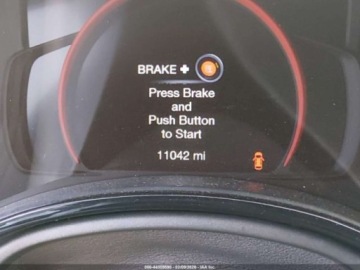 BRAKE +
Press Brake
and
Push Button
to Start
11042 mi